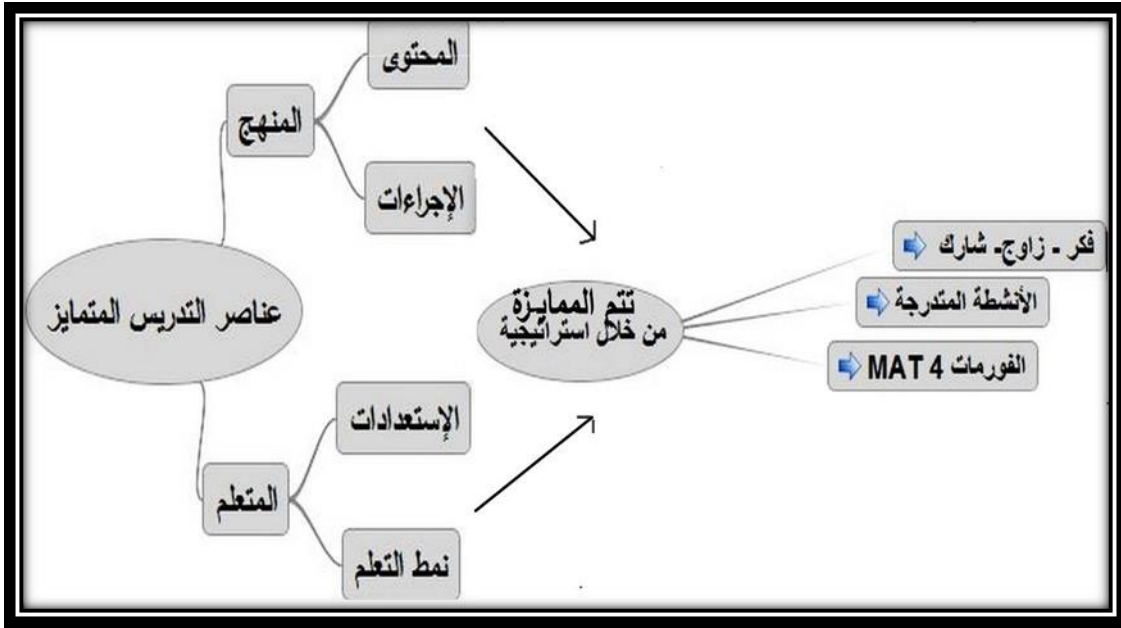 المحتوى
المنهج
الإجراءات
عناصر التدريس المتمايز
الإستعدادات
المتعلم
نمط التعلم
تتم الممايزة
من خلال استراتيجية
فكر - زاوج- شارك
الأنشطة المتدرجة
الفورمات 4 MAT